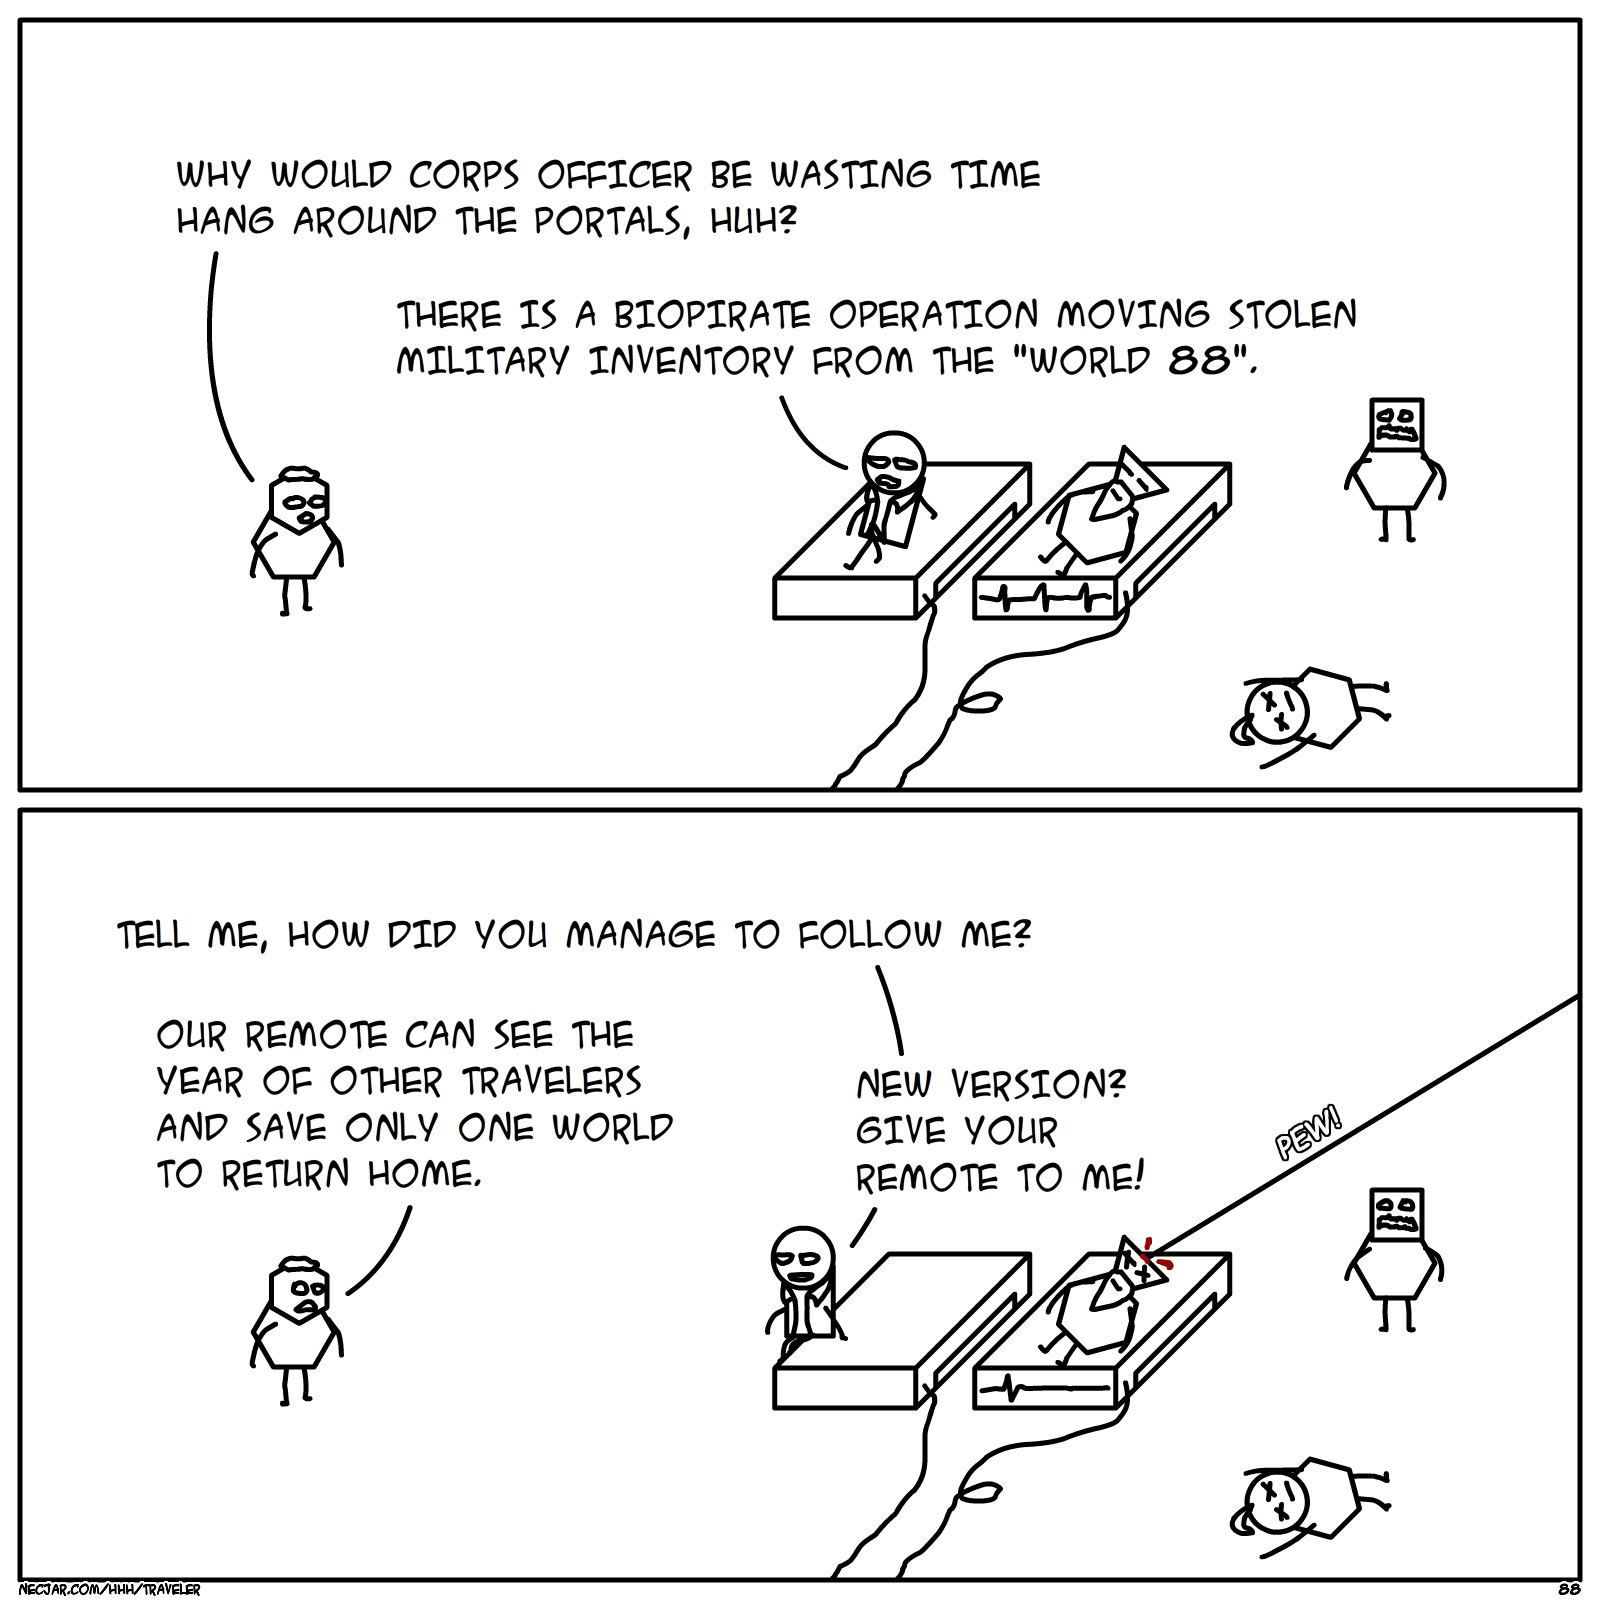 WHY WOULD CORPS OFFICER BE WASTING TIME
HANG AROUND THE PORTALS, HUH?
THERE IS A BIOPIRATE OPERATION MOVING STOLEN
MILITARY INVENTORY FROM THE "WORLD 88".
TELL ME, HOW DID YOU MANAGE TO FOLLOW ME?
OUR REMOTE CAN SEE THE
YEAR OF OTHER TRAVELERS
AND SAVE ONLY ONE WORLD
TO RETURN HOME.
NEW VERSION?
GIVE YOUR
REMOTE TO ME!
PEW!
NECJAR.COM/HHH/TRAVELER
88